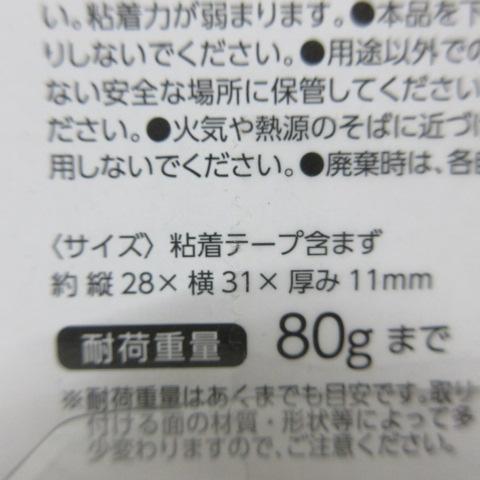 い。粘着力が弱まります。●本品を下
りしないでください。●用途以外での
ない安全な場所に保管してください
ださい。●火気や熱源のそばに近づけ
用しないでください。●廃棄時は、各自
〈サイズ〉粘着テープ含まず
約 縦 28× 横 31× 厚み 11mm
耐荷重量 80g まで
※耐荷重量はあくまでも目安です。取り
付ける面の材質・形状等によって多
少変わりますので、ご注意ください。